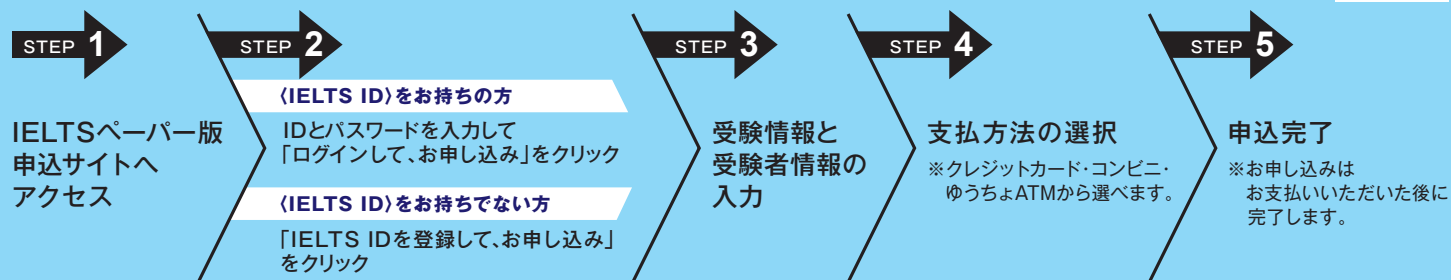 STEP 1
IELTSペーパー版
申込サイトへ
アクセス
STEP 2
〈IELTS ID〉をお持ちの方
IDとパスワードを入力して
「ログインして、お申し込み」をクリック
〈IELTS ID〉をお持ちでない方
「IELTS IDを登録して、お申し込み」
をクリック
STEP 3
受験情報と
受験者情報の
入力
STEP 4
支払方法の選択
※クレジットカード・コンビニ・
ゆうちょATMから選べます。
STEP 5
申込完了
※お申し込みは
お支払いいただいた後に
完了します。